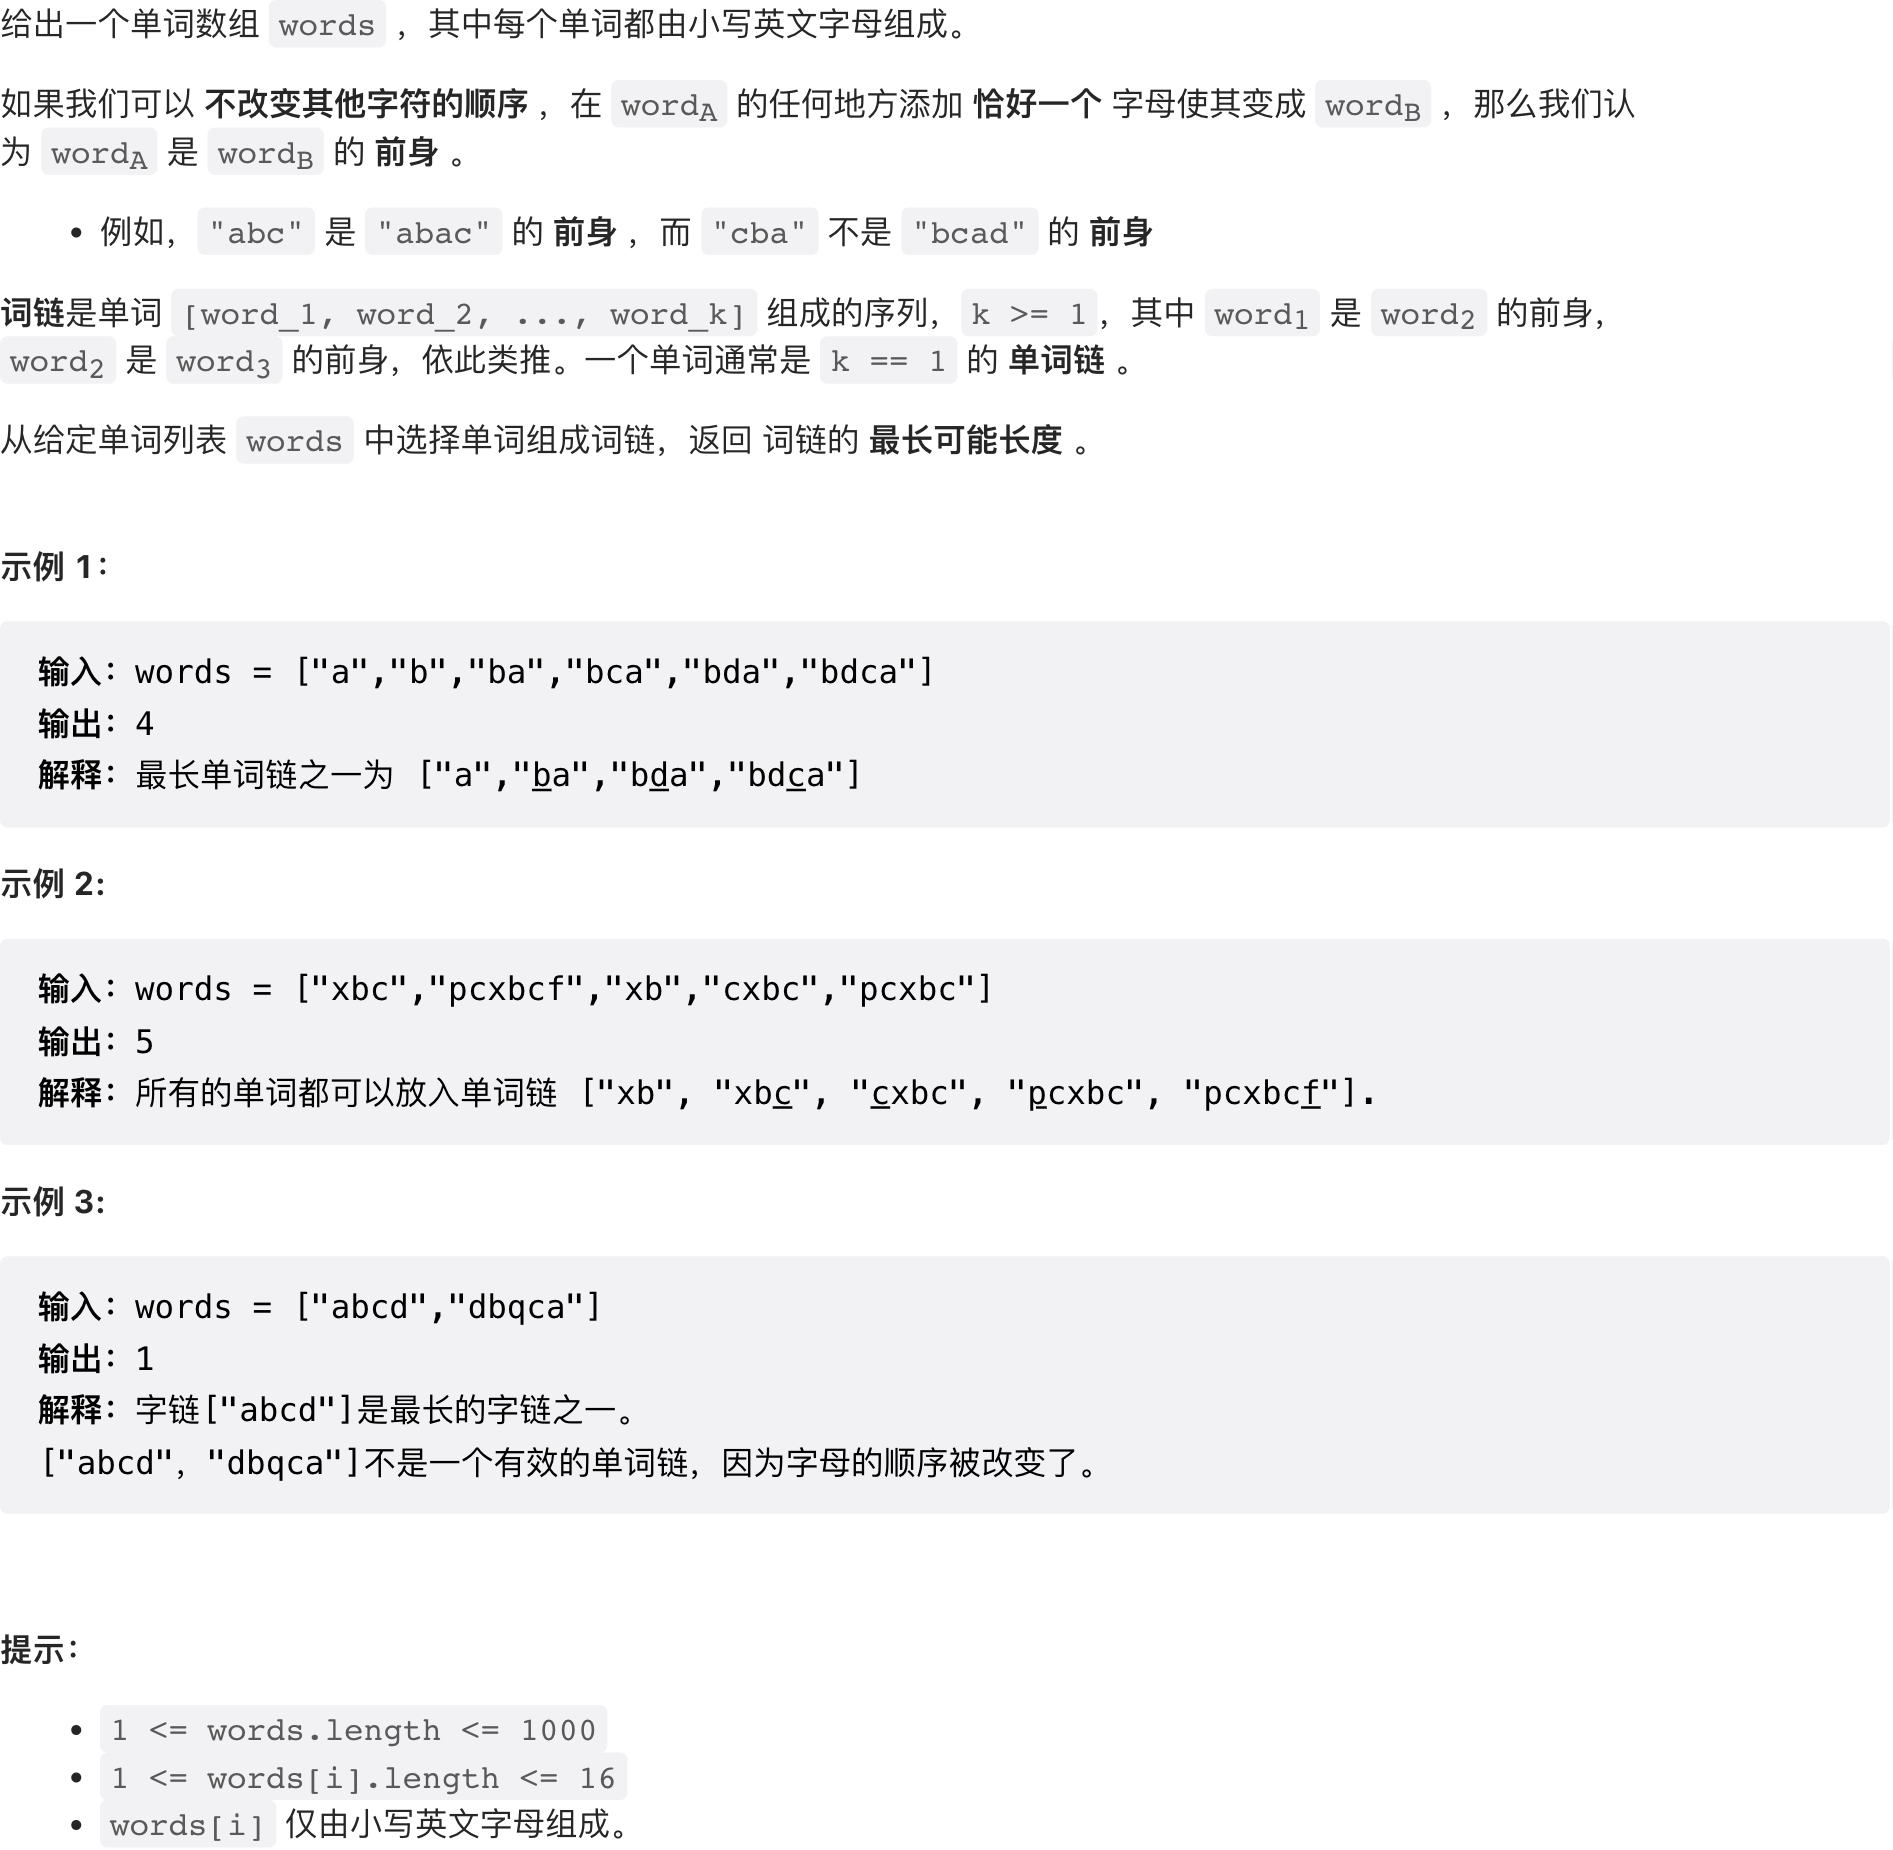 给出一个单词数组 words ，其中每个单词都由小写英文字母组成。
如果我们可以 不改变其他字符的顺序 ，在 wordA 的任何地方添加 恰好一个 字母使其变成 wordB ，那么我们认
为 wordA 是 wordB 的 前身 。
• 例如，"abc" 是 "abac" 的 前身 ，而 "cba" 不是 "bcad" 的 前身
词链是单词 [word_1, word_2, ..., word_k] 组成的序列，k >= 1，其中 word1 是 word2 的前身，
word2 是 word3 的前身，依此类推。一个单词通常是 k == 1 的 单词链 。
从给定单词列表 words 中选择单词组成词链，返回 词链的 最长可能长度 。
示例 1：
输入：words = ["a","b","ba","bca","bda","bdca"]
输出：4
解释：最长单词链之一为 ["a","ba","bda","bdca"]
示例 2:
输入：words = ["xbc","pcxbcf","xb","cxbc","pcxbc"]
输出：5
解释：所有的单词都可以放入单词链 ["xb", "xbc", "cxbc", "pcxbc", "pcxbcf"].
示例 3:
输入：words = ["abcd","dbqca"]
输出：1
解释：字链["abcd"]是最长的字链之一。
["abcd"，"dbqca"]不是一个有效的单词链，因为字母的顺序被改变了。
提示：
• 1 <= words.length <= 1000
• 1 <= words[i].length <= 16
• words[i] 仅由小写英文字母组成。